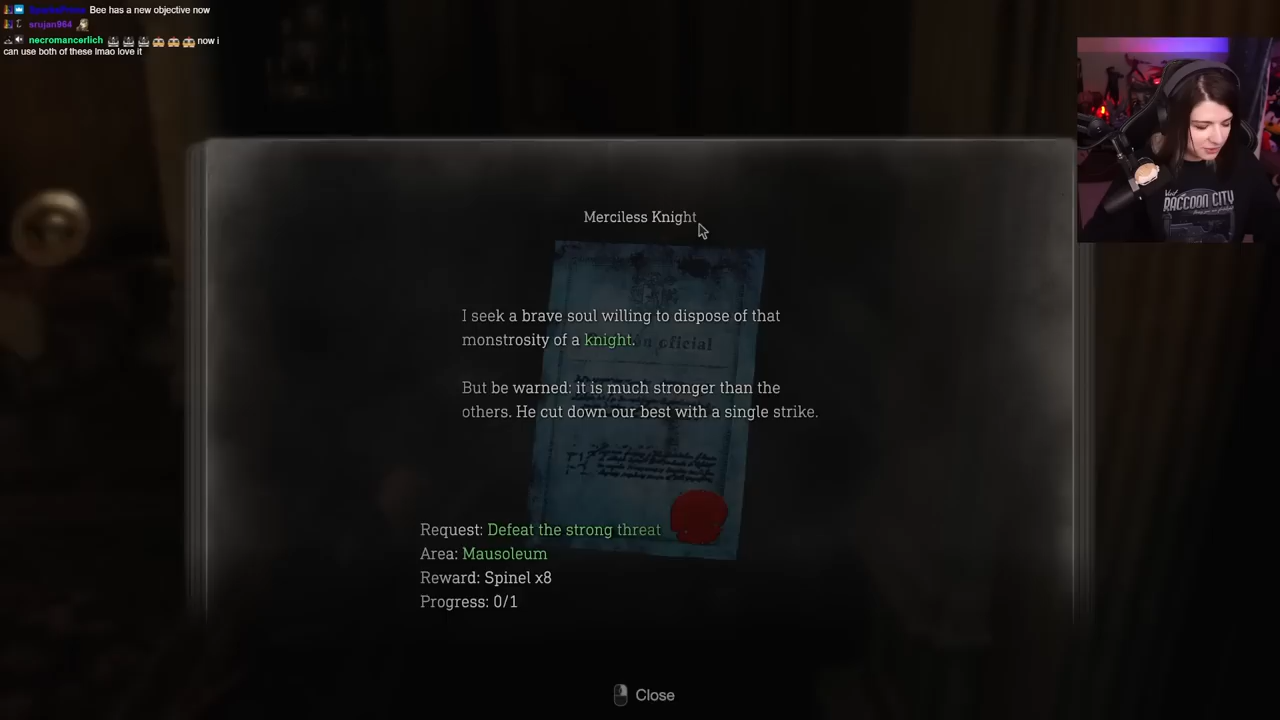 Bee has a new objective now
srujan964
necromancerlich now i
can use both of these lmao love it
RACCOON CITY
Merciless Knight
I seek a brave soul willing to dispose of that
monstrosity of a knight.
oficial
But be warned: it is much stronger than the
others. He cut down our best with a single strike.
Request: Defeat the strong threat
Area: Mausoleum
Reward: Spinel x8
Progress: 0/1
Close